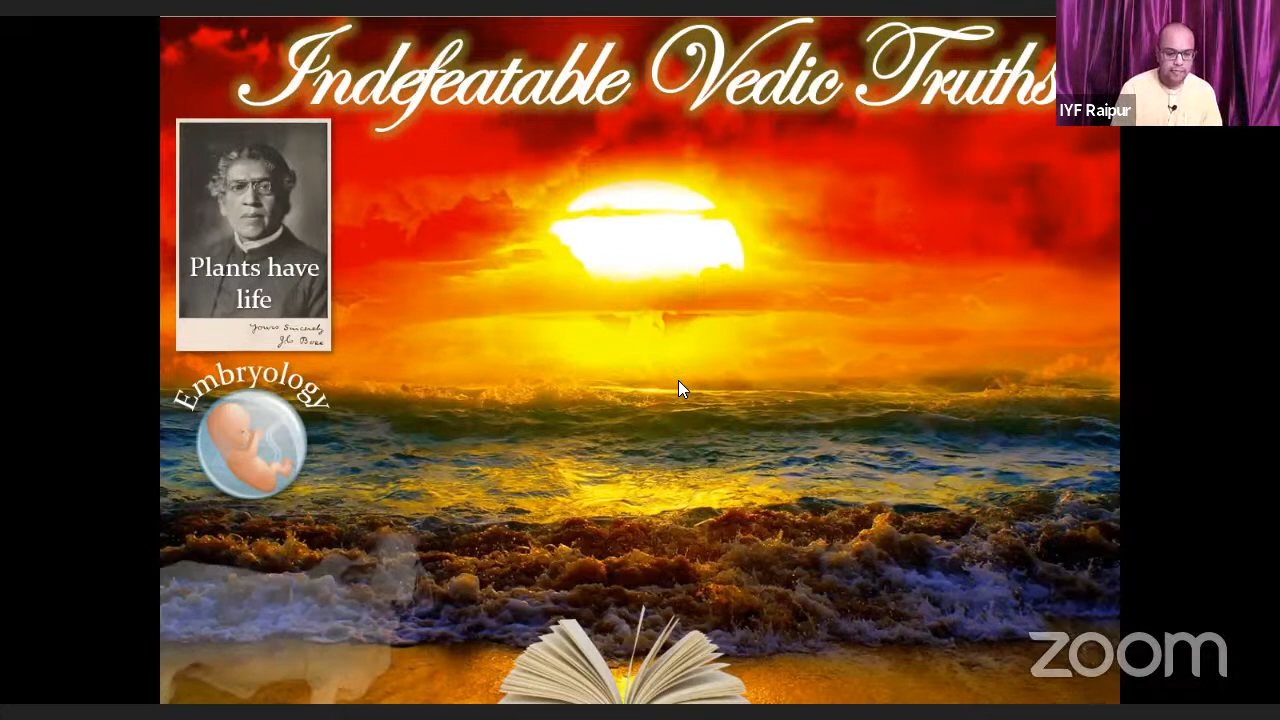 Indefeatable Vedic Truths
IYF Raipur
Plants have
life
Yours Sincerely
J.C. Bose
Embryology
zoom